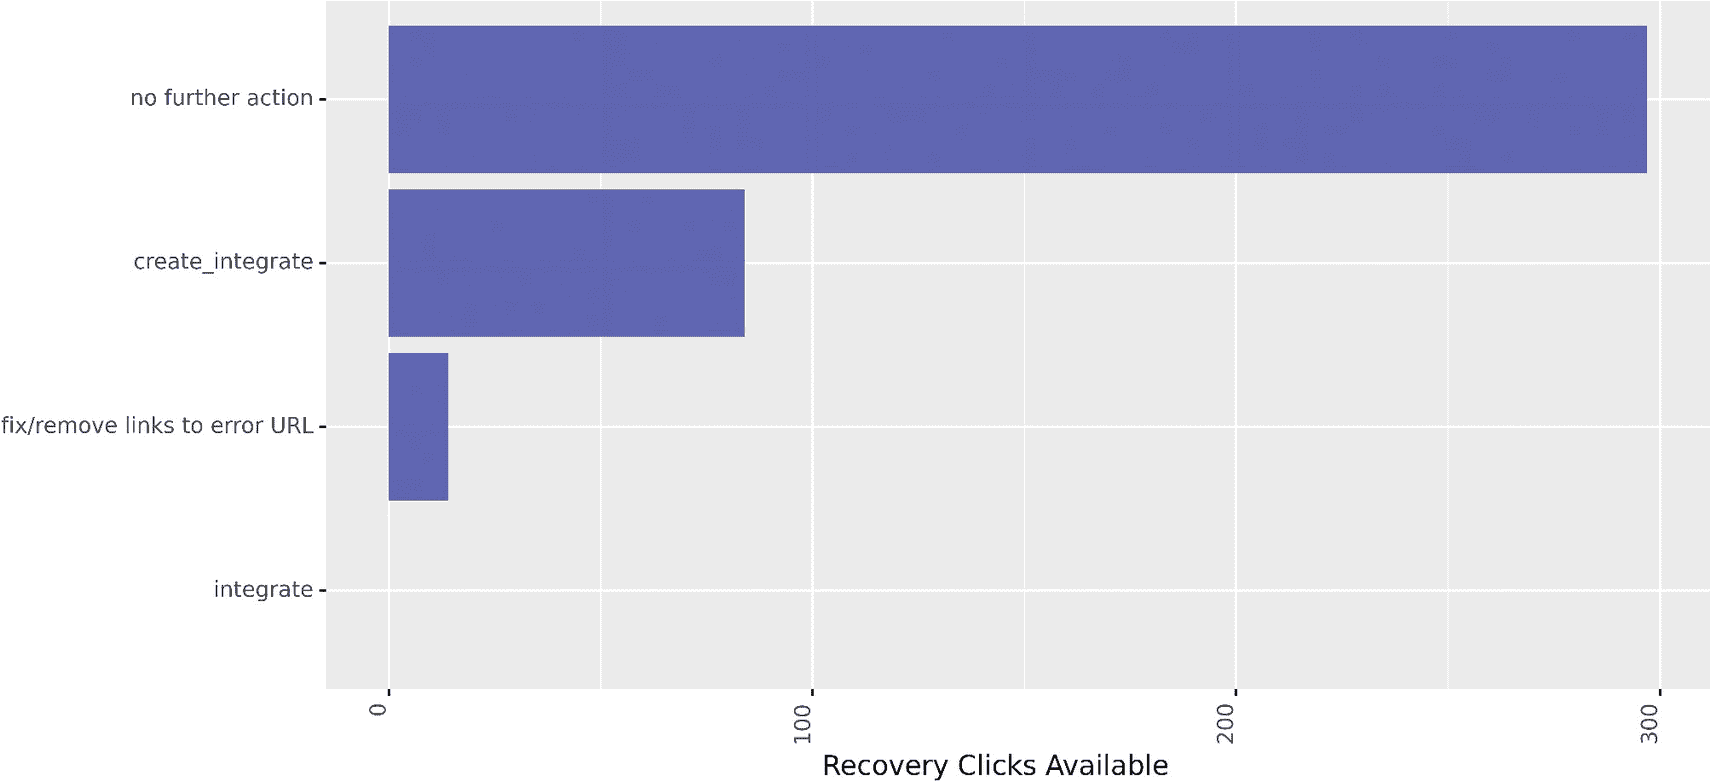 no further action
create_integrate
fix/remove links to error URL
integrate
0
100
200
300
Recovery Clicks Available